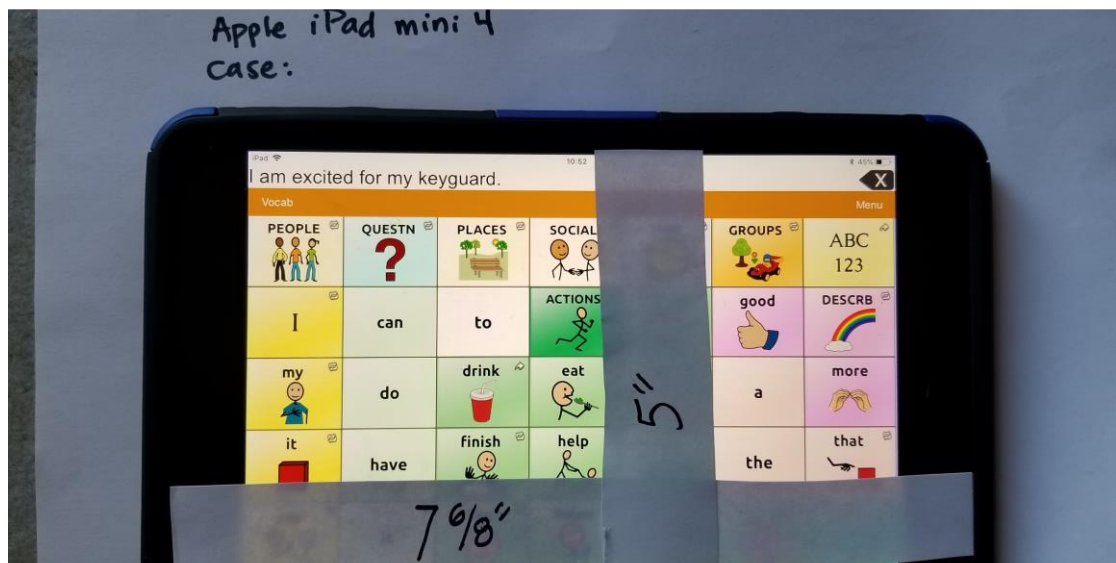 Apple iPad mini 4
case:
iPad 10:52 45%
I am excited for my keyguard.
X
Vocab Menu
PEOPLE QUESTN PLACES SOCIAL GROUPS ABC
? 123
I can to ACTIONS good DESCRB
my do drink eat a more
it have finish help the that
5"
7 6/8"